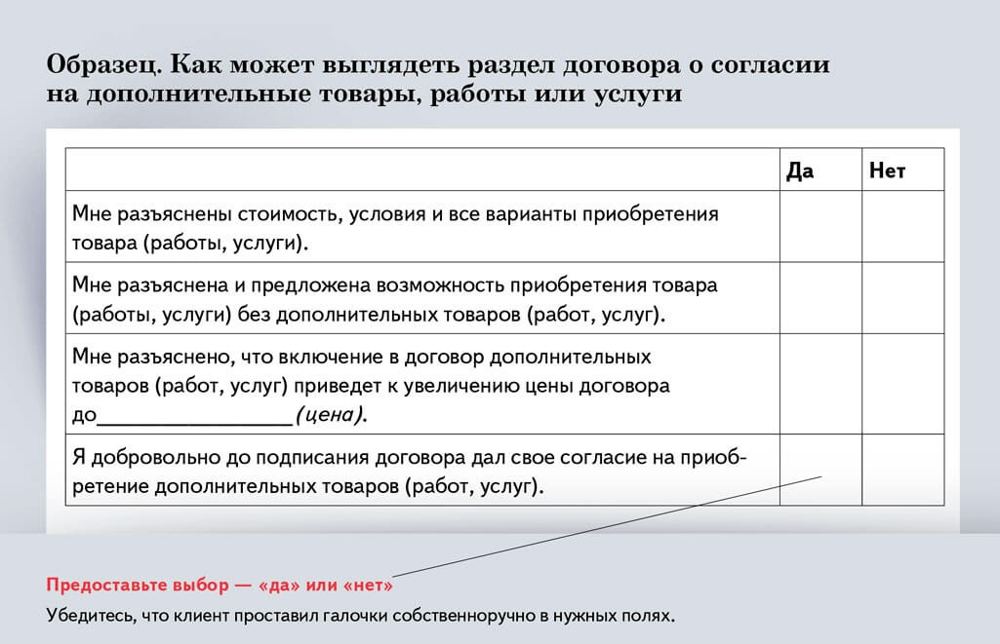 Образец. Как может выглядеть раздел договора о согласии
на дополнительные товары, работы или услуги
Да Нет
Мне разъяснены стоимость, условия и все варианты приобретения
товара (работы, услуги).
Мне разъяснена и предложена возможность приобретения товара
(работы, услуги) без дополнительных товаров (работ, услуг).
Мне разъяснено, что включение в договор дополнительных
товаров (работ, услуг) приведет к увеличению цены договора
до__________________(цена).
Я добровольно до подписания договора дал свое согласие на приоб-
ретение дополнительных товаров (работ, услуг).
Предоставьте выбор — «да» или «нет»
Убедитесь, что клиент проставил галочки собственноручно в нужных полях.